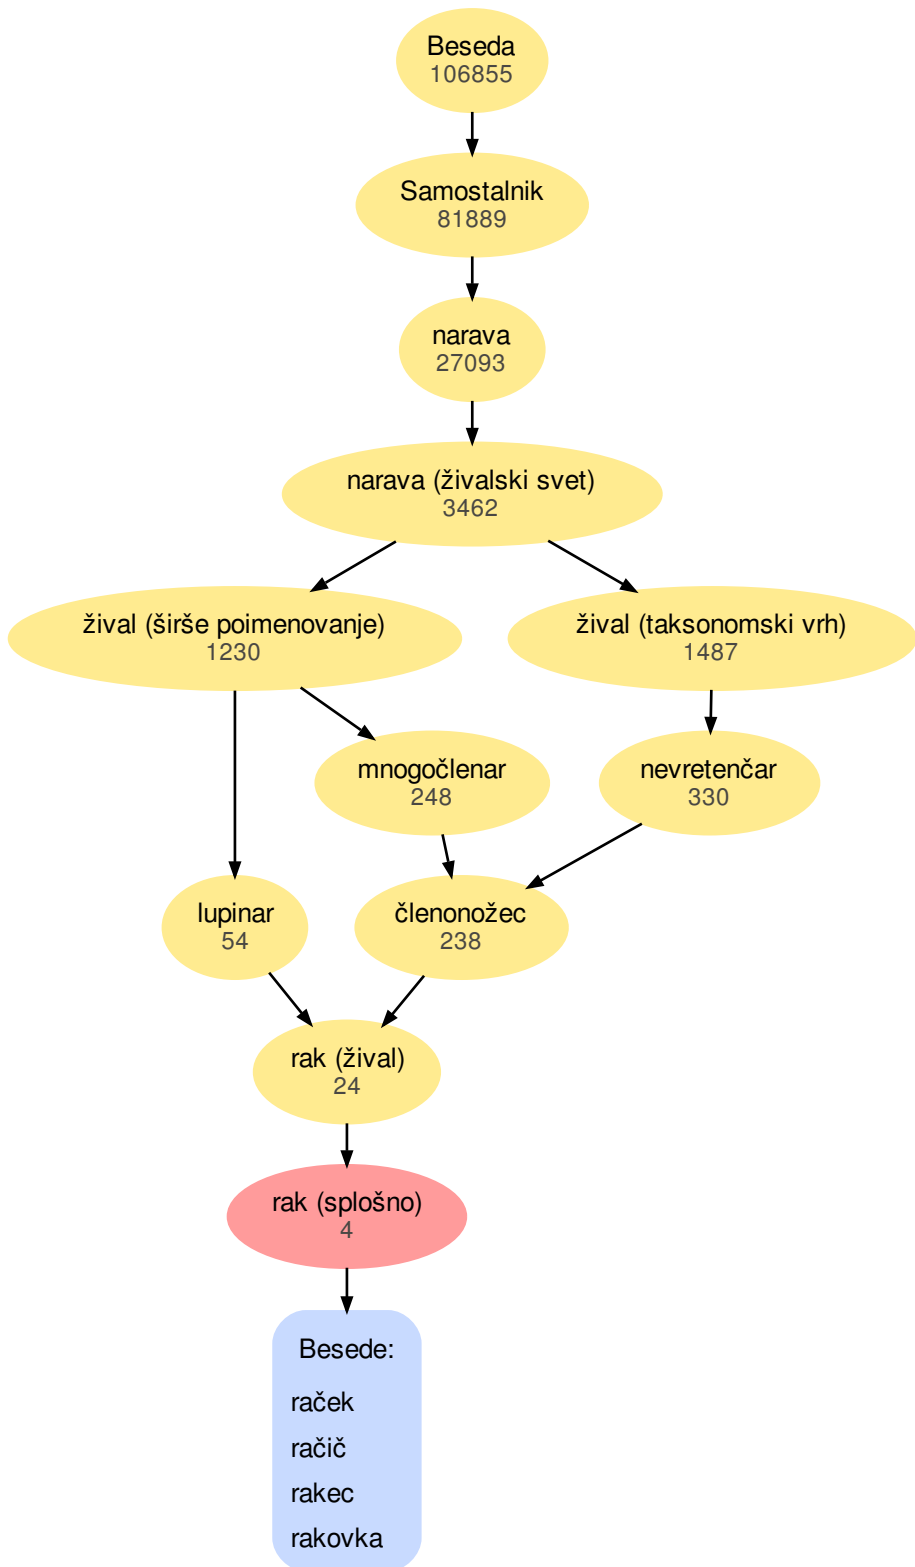 Beseda
106855
Samostalnik
81889
narava
27093
narava (živalski svet)
3462
žival (širše poimenovanje)
1230
žival (taksonomski vrh)
1487
mnogočlenar
248
nevretenčar
330
lupinar
54
členonožec
238
rak (žival)
24
rak (splošno)
4
Besede:
raček
račič
rakec
rakovka